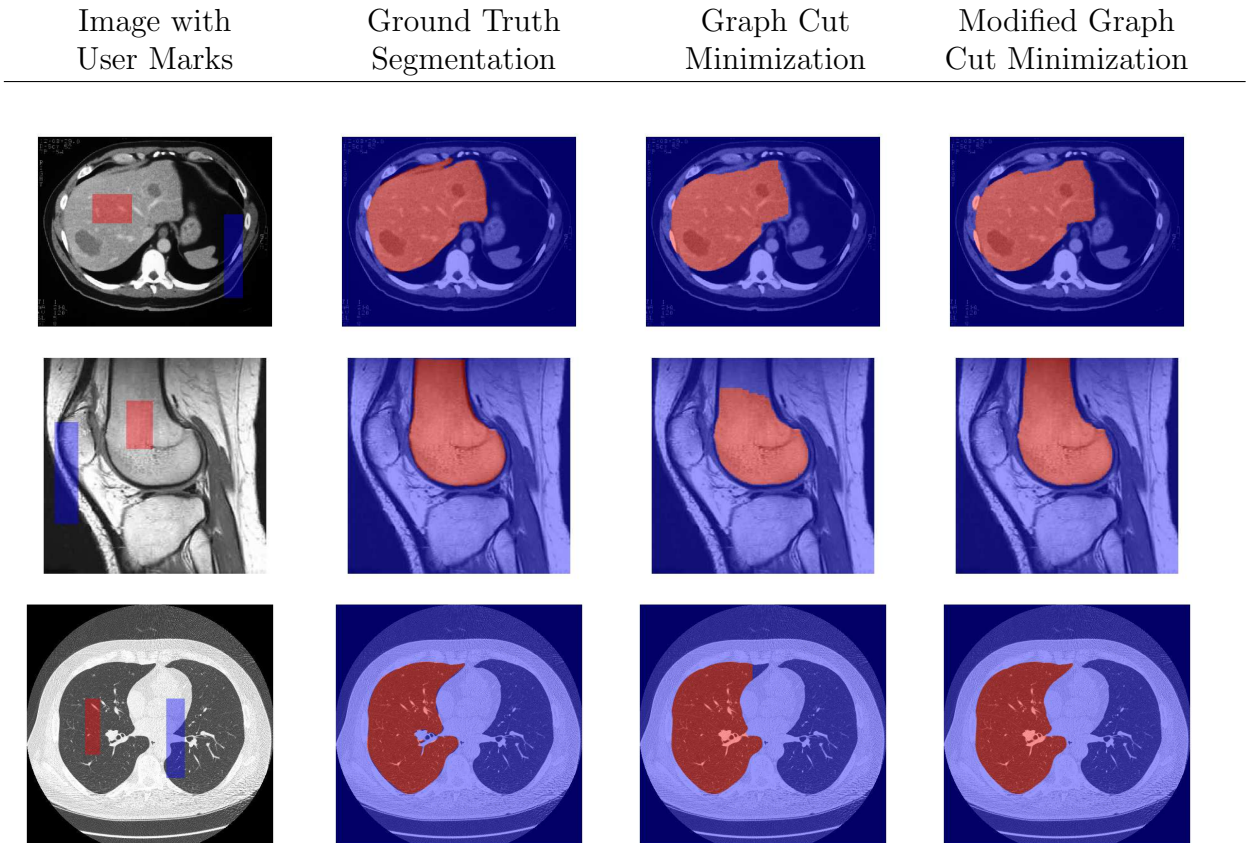 Image with
User Marks
Ground Truth
Segmentation
Graph Cut
Minimization
Modified Graph
Cut Minimization